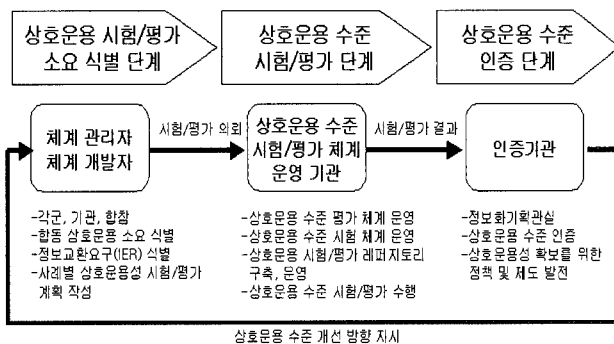 상호운용 시험/평가
소요 식별 단계
상호운용 수준
시험/평가 단계
상호운용 수준
인증 단계
체계 관리자
체계 개발자
시험/평가 의뢰
상호운용 수준
시험/평가 체계
운영 기관
시험/평가 결과
인증기관
-각군, 기관, 합참
-합동 상호운용 소요 식별
-정보교환요구(IER) 식별
-사례별 상호운용성 시험/평가
계획 작성
-상호운용 수준 평가 체계 운영
-상호운용 수준 시험 체계 운영
-상호운용 시험/평가 레퍼지토리
구축, 운영
-상호운용 수준 시험/평가 수행
-정보화기획관실
-상호운용 수준 인증
-상호운용성 확보를 위한
정책 및 제도 발전
상호운용 수준 개선 방향 지시